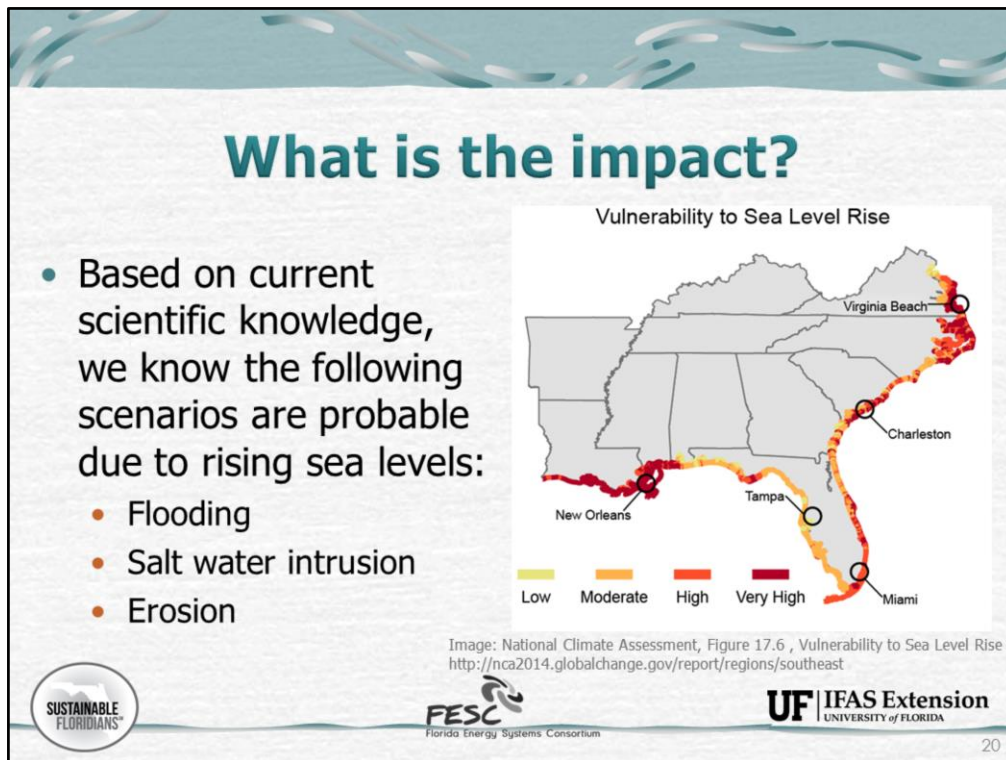 What is the impact?
• Based on current
scientific knowledge,
we know the following
scenarios are probable
due to rising sea levels:
• Flooding
• Salt water intrusion
• Erosion
Vulnerability to Sea Level Rise
Virginia Beach
Charleston
New Orleans
Tampa
Miami
Low Moderate High Very High
Image: National Climate Assessment, Figure 17.6 , Vulnerability to Sea Level Rise
http://nca2014.globalchange.gov/report/regions/southeast
SUSTAINABLE
FLORIDIANS℠
FESC
Florida Energy Systems Consortium
UF IFAS Extension
UNIVERSITY of FLORIDA
20